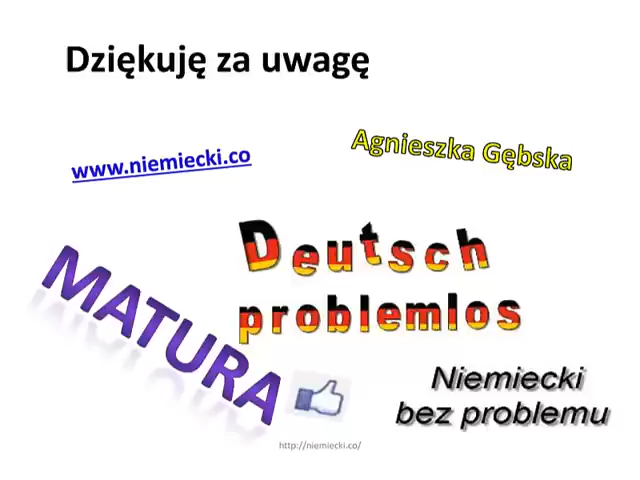 Dziękuję za uwagę
www.niemiecki.co
Agnieszka Gębska
Deutsch
problemlos
MATURA
Niemiecki
bez problemu
http://niemiecki.co/